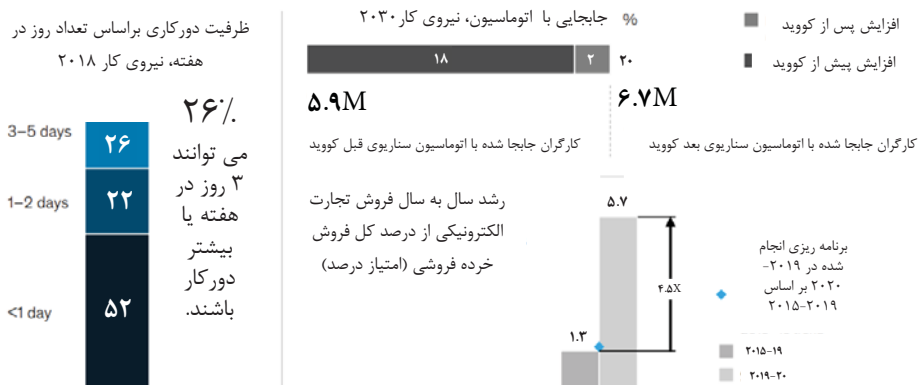 ظرفیت دورکاری براساس تعداد روز در
هفته، نیروی کار ۲۰۱۸
۲۶٪
می توانند
۳ روز در
هفته یا
بیشتر
دورکار
باشند.
3–5 days
۲۶
1–2 days
۲۲
<1 day
۵۲
% جابجایی با اتوماسیون، نیروی کار ۲۰۳۰
افزایش پس از کووید
افزایش پیش از کووید
۱۸
۲
۲۰
۵.۹M
کارگران جابجا شده با اتوماسیون سناریوی قبل کووید
۶.۷M
کارگران جابجا شده با اتوماسیون سناریوی بعد کووید
رشد سال به سال فروش تجارت
الکترونیکی از درصد کل فروش
خرده فروشی (امتیاز درصد)
۵.۷
۴.۵X
۱.۳
برنامه ریزی انجام
شده در ۲۰۱۹-
۲۰۲۰ بر اساس
۲۰۱۵-۲۰۱۹
۲۰۱۵-۱۹
۲۰۱۹-۲۰